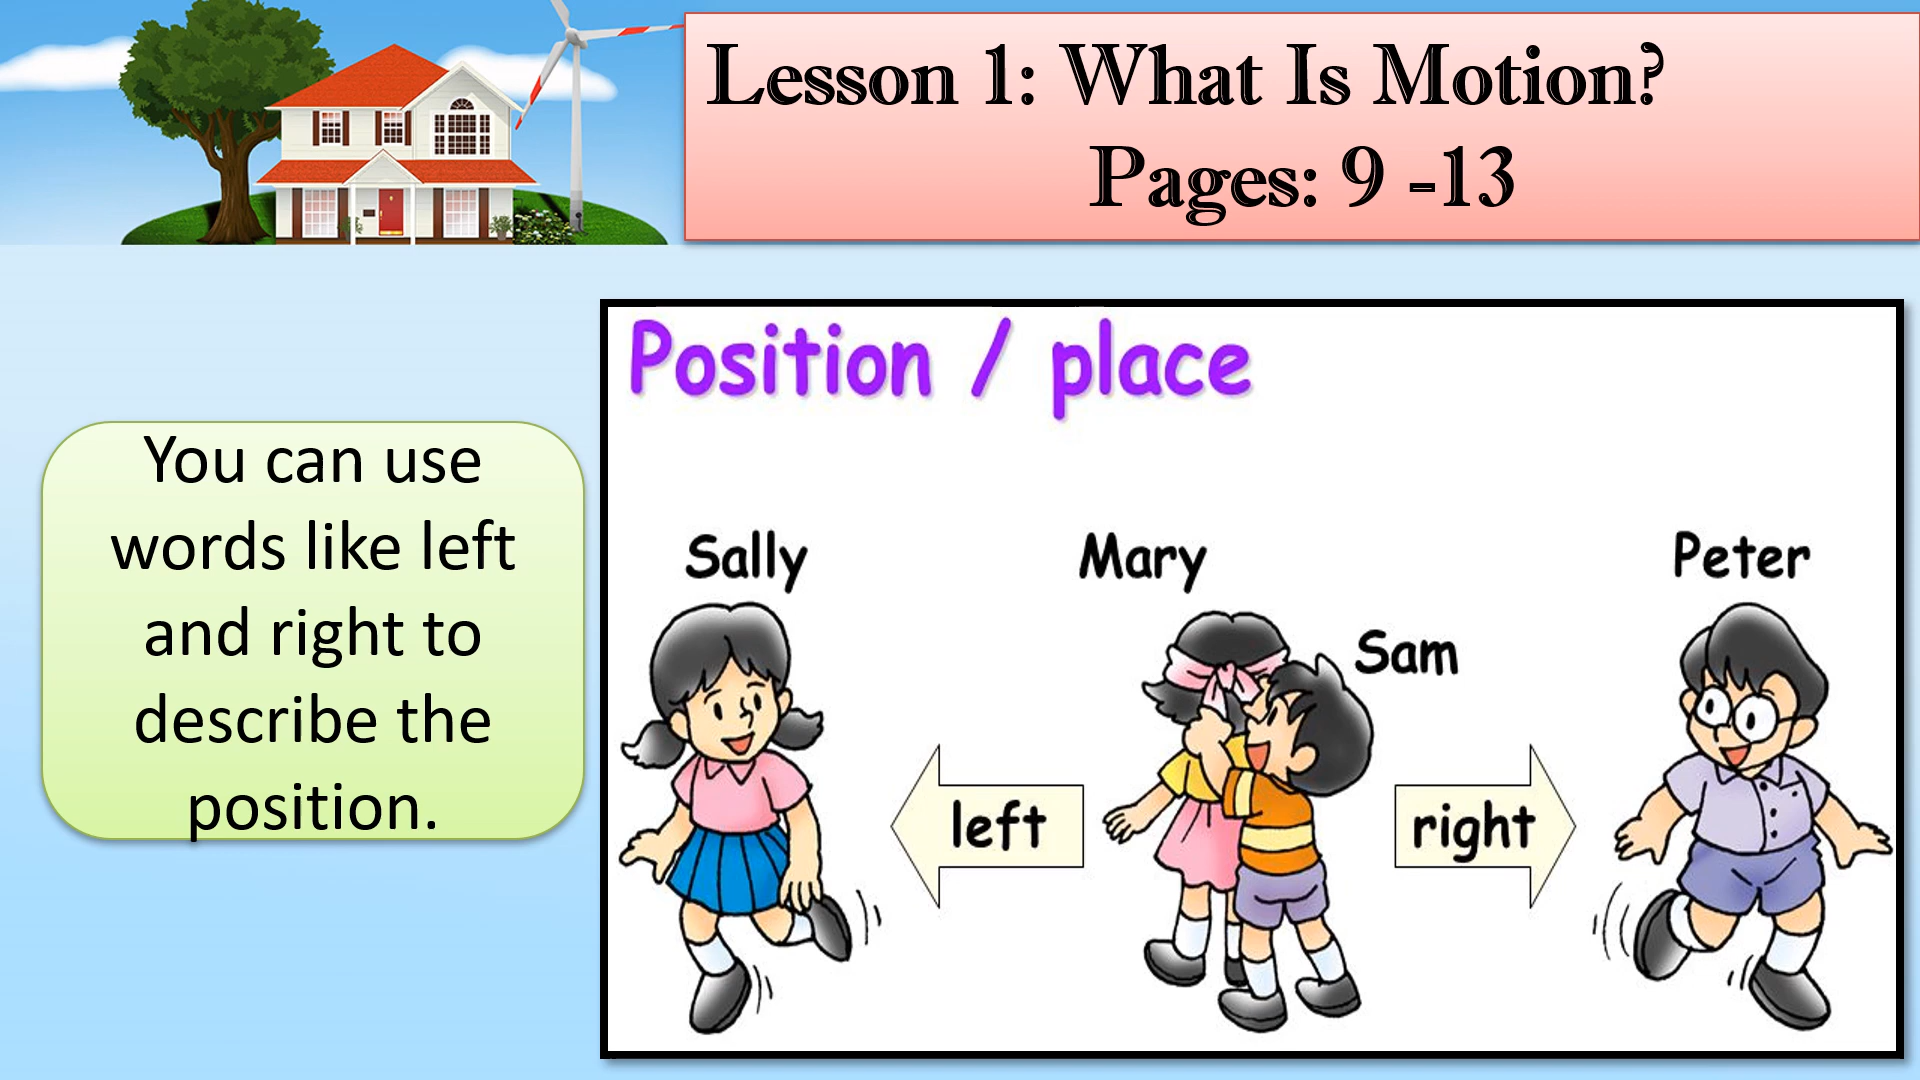 Lesson 1: What Is Motion?
Pages: 9 -13
You can use
words like left
and right to
describe the
position.
Position / place
Sally
Mary
Peter
Sam
left
right